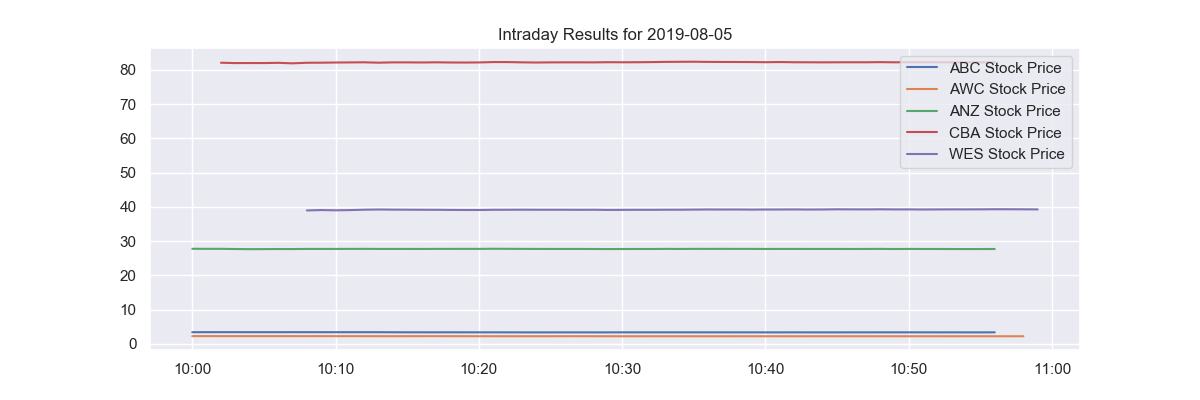 Intraday Results for 2019-08-05
80
70
60
50
40
30
20
10
0
ABC Stock Price
AWC Stock Price
ANZ Stock Price
CBA Stock Price
WES Stock Price
10:00 10:10 10:20 10:30 10:40 10:50 11:00